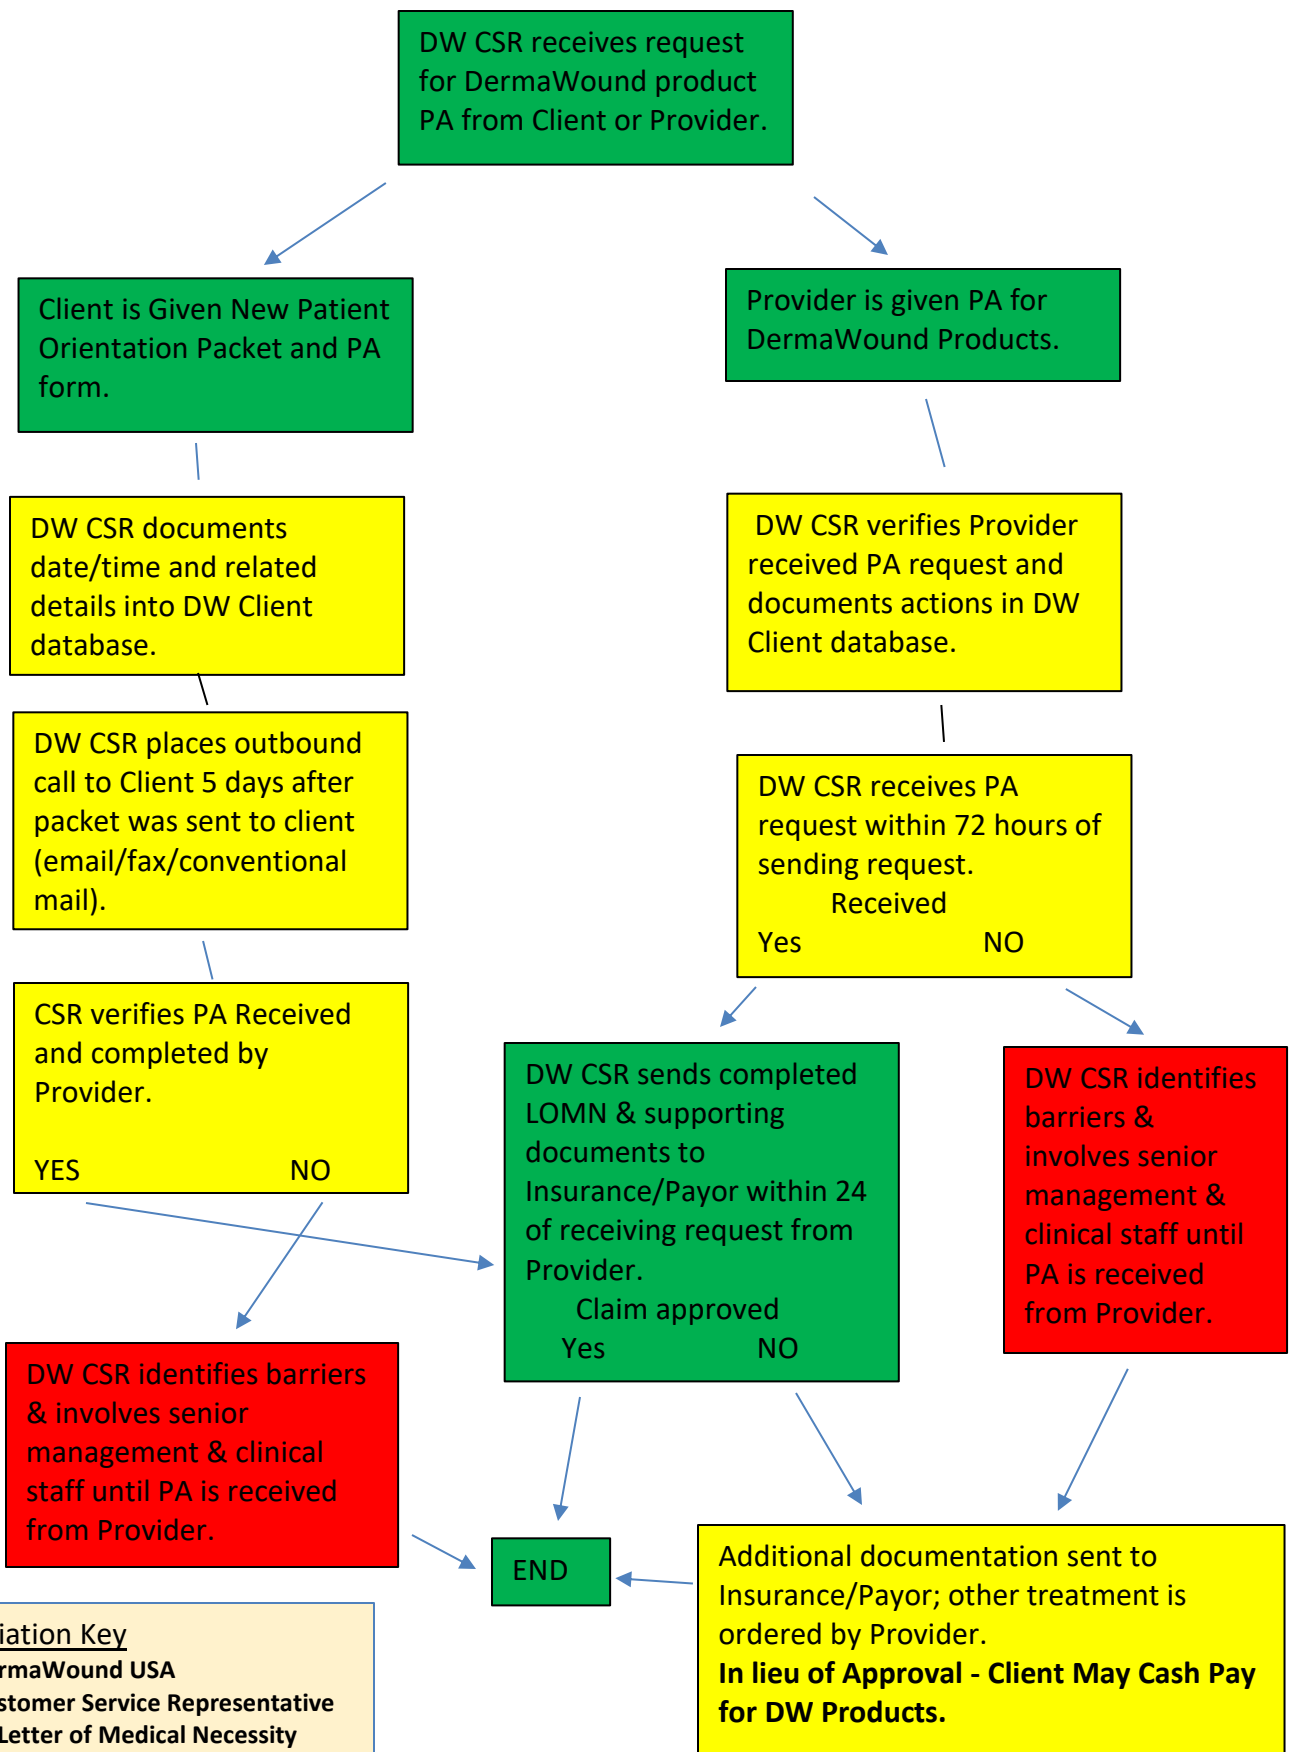 DW CSR receives request
for DermaWound product
PA from Client or Provider.
Client is Given New Patient
Orientation Packet and PA
form.
Provider is given PA for
DermaWound Products.
DW CSR documents
date/time and related
details into DW Client
database.
DW CSR verifies Provider
received PA request and
documents actions in DW
Client database.
DW CSR places outbound
call to Client 5 days after
packet was sent to client
(email/fax/conventional
mail).
DW CSR receives PA
request within 72 hours of
sending request.
Received
Yes NO
CSR verifies PA Received
and completed by
Provider.
YES NO
DW CSR sends completed
LOMN & supporting
documents to
Insurance/Payor within 24
of receiving request from
Provider.
Claim approved
Yes NO
DW CSR identifies
barriers &
involves senior
management &
clinical staff until
PA is received
from Provider.
DW CSR identifies barriers
& involves senior
management & clinical
staff until PA is received
from Provider.
END
Additional documentation sent to
Insurance/Payor; other treatment is
ordered by Provider.
In lieu of Approval - Client May Cash Pay
for DW Products.
iation Key
rmaWound USA
stomer Service Representative
Letter of Medical Necessity